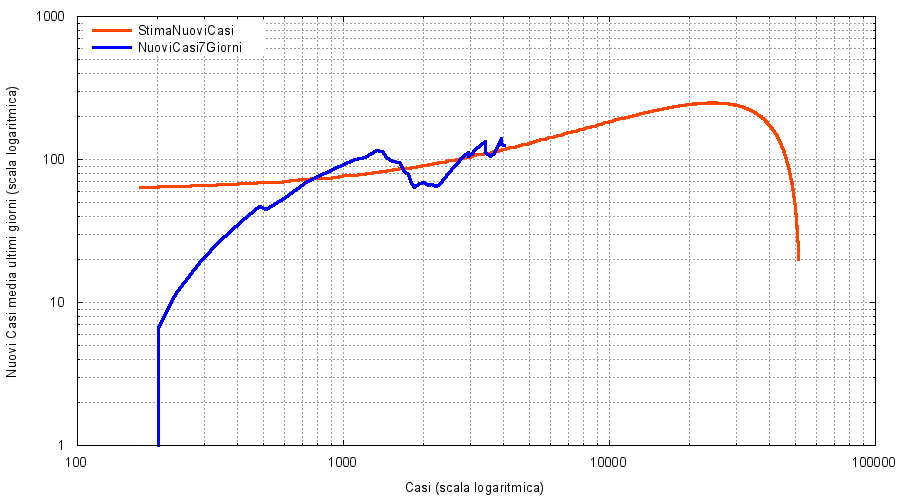 1000
StimaNuoviCasi
NuoviCasi7Giorni
100
10
1
100
1000
10000
100000
Nuovi Casi media ultimi giorni (scala logaritmica)
Casi (scala logaritmica)